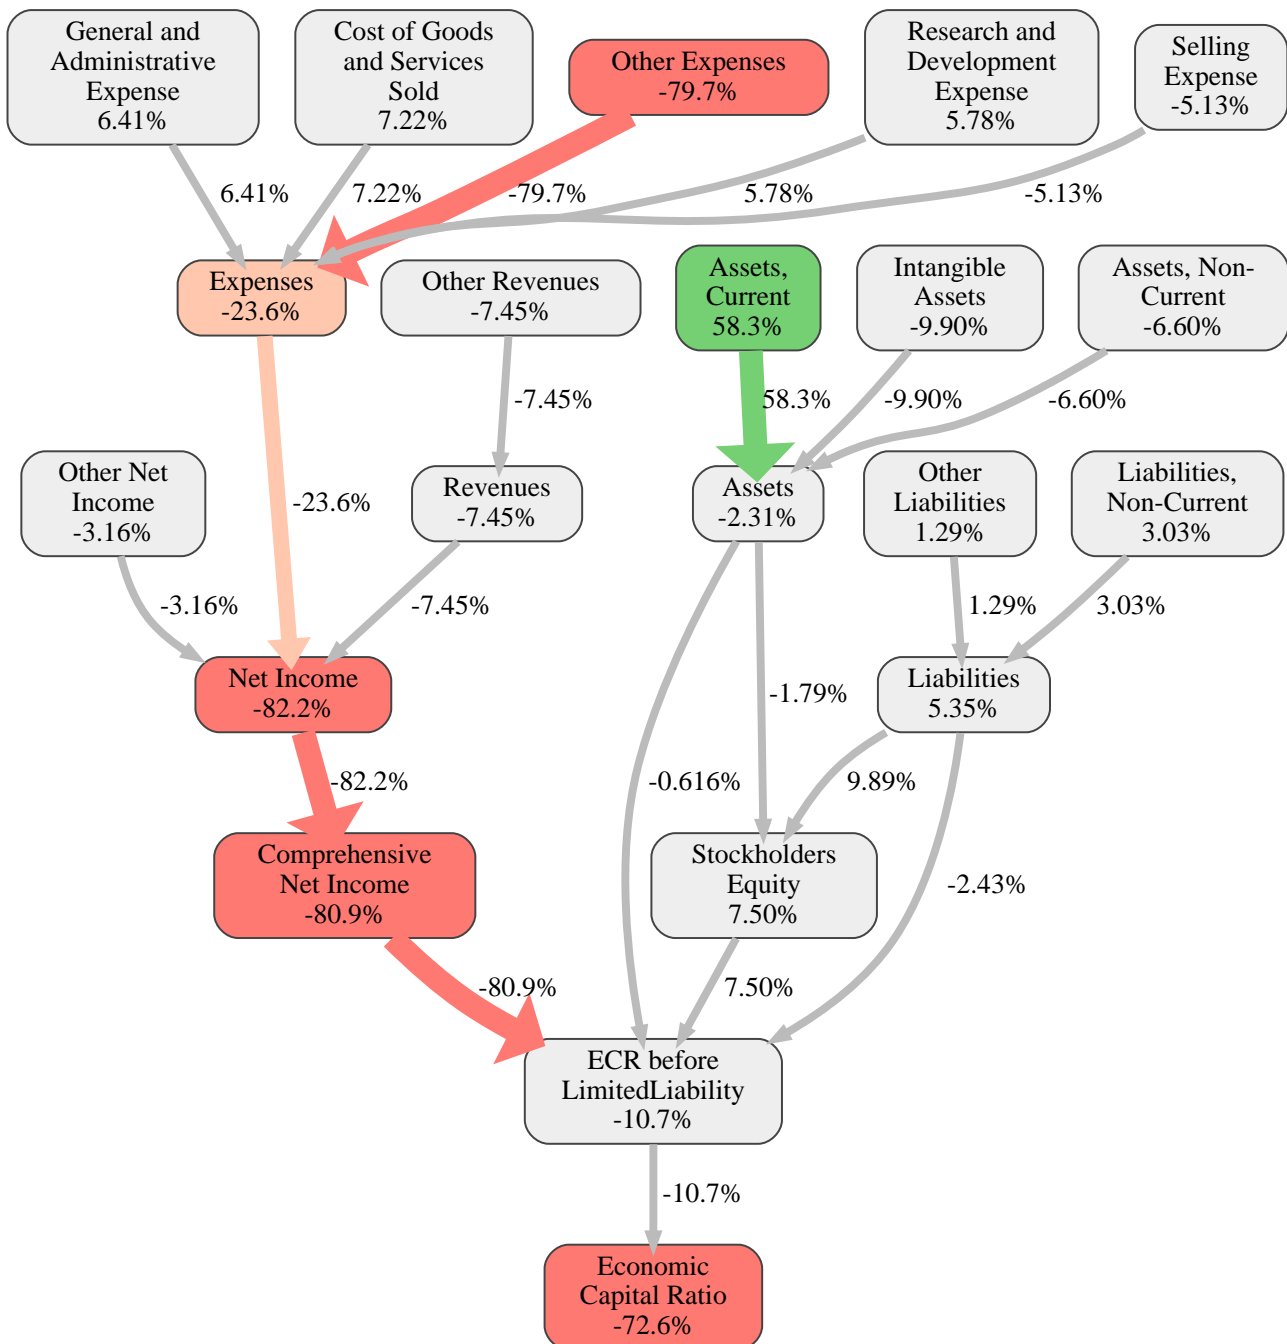 General and
Administrative
Expense
6.41%
Cost of Goods
and Services
Sold
7.22%
Other Expenses
-79.7%
Research and
Development
Expense
5.78%
Selling
Expense
-5.13%
6.41%
7.22%
-79.7%
5.78%
-5.13%
Expenses
-23.6%
Other Revenues
-7.45%
Assets,
Current
58.3%
Intangible
Assets
-9.90%
Assets, Non-
Current
-6.60%
-7.45%
58.3%
-9.90%
-6.60%
Other Net
Income
-3.16%
-23.6%
Revenues
-7.45%
Assets
-2.31%
Other
Liabilities
1.29%
Liabilities,
Non-Current
3.03%
-3.16%
-7.45%
1.29%
3.03%
Net Income
-82.2%
-1.79%
Liabilities
5.35%
-82.2%
-0.616%
9.89%
Comprehensive
Net Income
-80.9%
Stockholders
Equity
7.50%
-2.43%
-80.9%
7.50%
ECR before
LimitedLiability
-10.7%
-10.7%
Economic
Capital Ratio
-72.6%